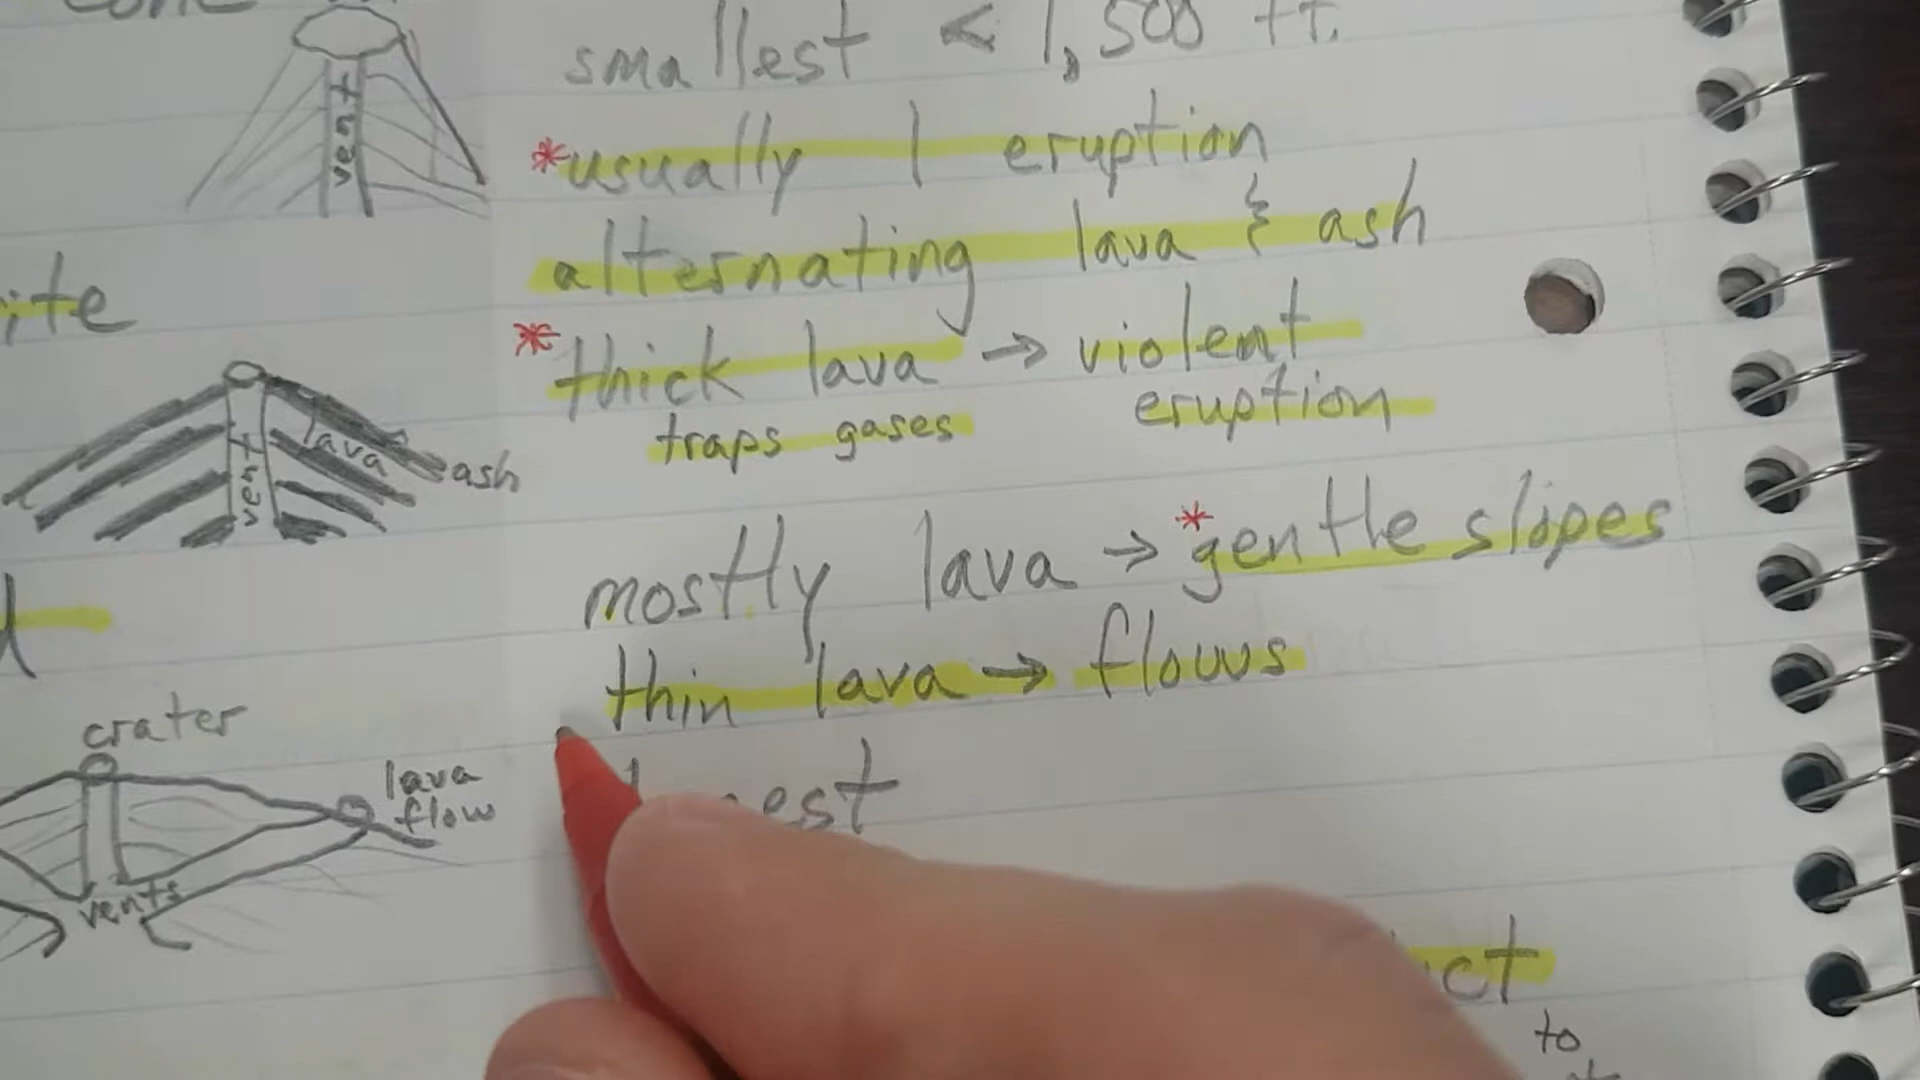 smallest < 1,500 ft.
vent
*usually 1 eruption
alternating lava & ash
ite
*thick lava → violent
traps gases eruption
lava
ash
vent
mostly lava → *gentle slopes
thin lava → flows
crater
lava
flow
vents
to